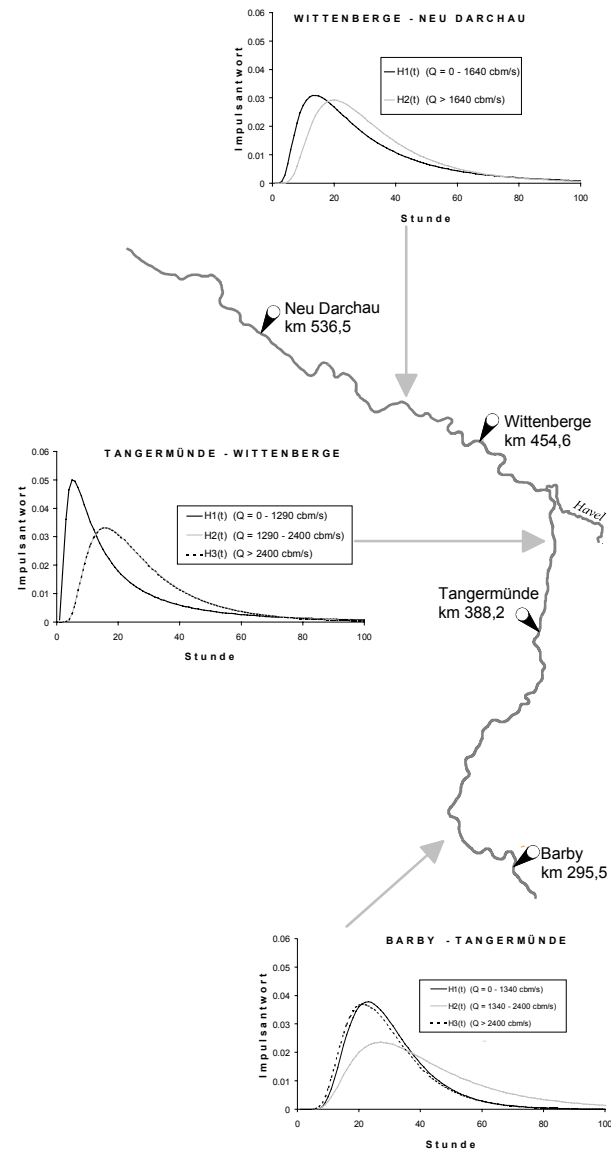 WITTENBERGE - NEU DARCHAU
Impulsantwort
0.06
0.05
0.04
0.03
0.02
0.01
0
H1(t) (Q = 0 - 1640 cbm/s)
H2(t) (Q > 1640 cbm/s)
0 20 40 60 80 100
Stunde
Neu Darchau
km 536,5
Wittenberge
km 454,6
Havel
TANGERMÜNDE - WITTENBERGE
Impulsantwort
0.06
0.05
0.04
0.03
0.02
0.01
0
H1(t) (Q = 0 - 1290 cbm/s)
H2(t) (Q = 1290 - 2400 cbm/s)
H3(t) (Q > 2400 cbm/s)
0 20 40 60 80 100
Stunde
Tangermünde
km 388,2
Barby
km 295,5
BARBY - TANGERMÜNDE
Impulsantwort
0.06
0.05
0.04
0.03
0.02
0.01
0
H1(t) (Q = 0 - 1340 cbm/s)
H2(t) (Q = 1340 - 2400 cbm/s)
H3(t) (Q > 2400 cbm/s)
0 20 40 60 80 100
Stunde